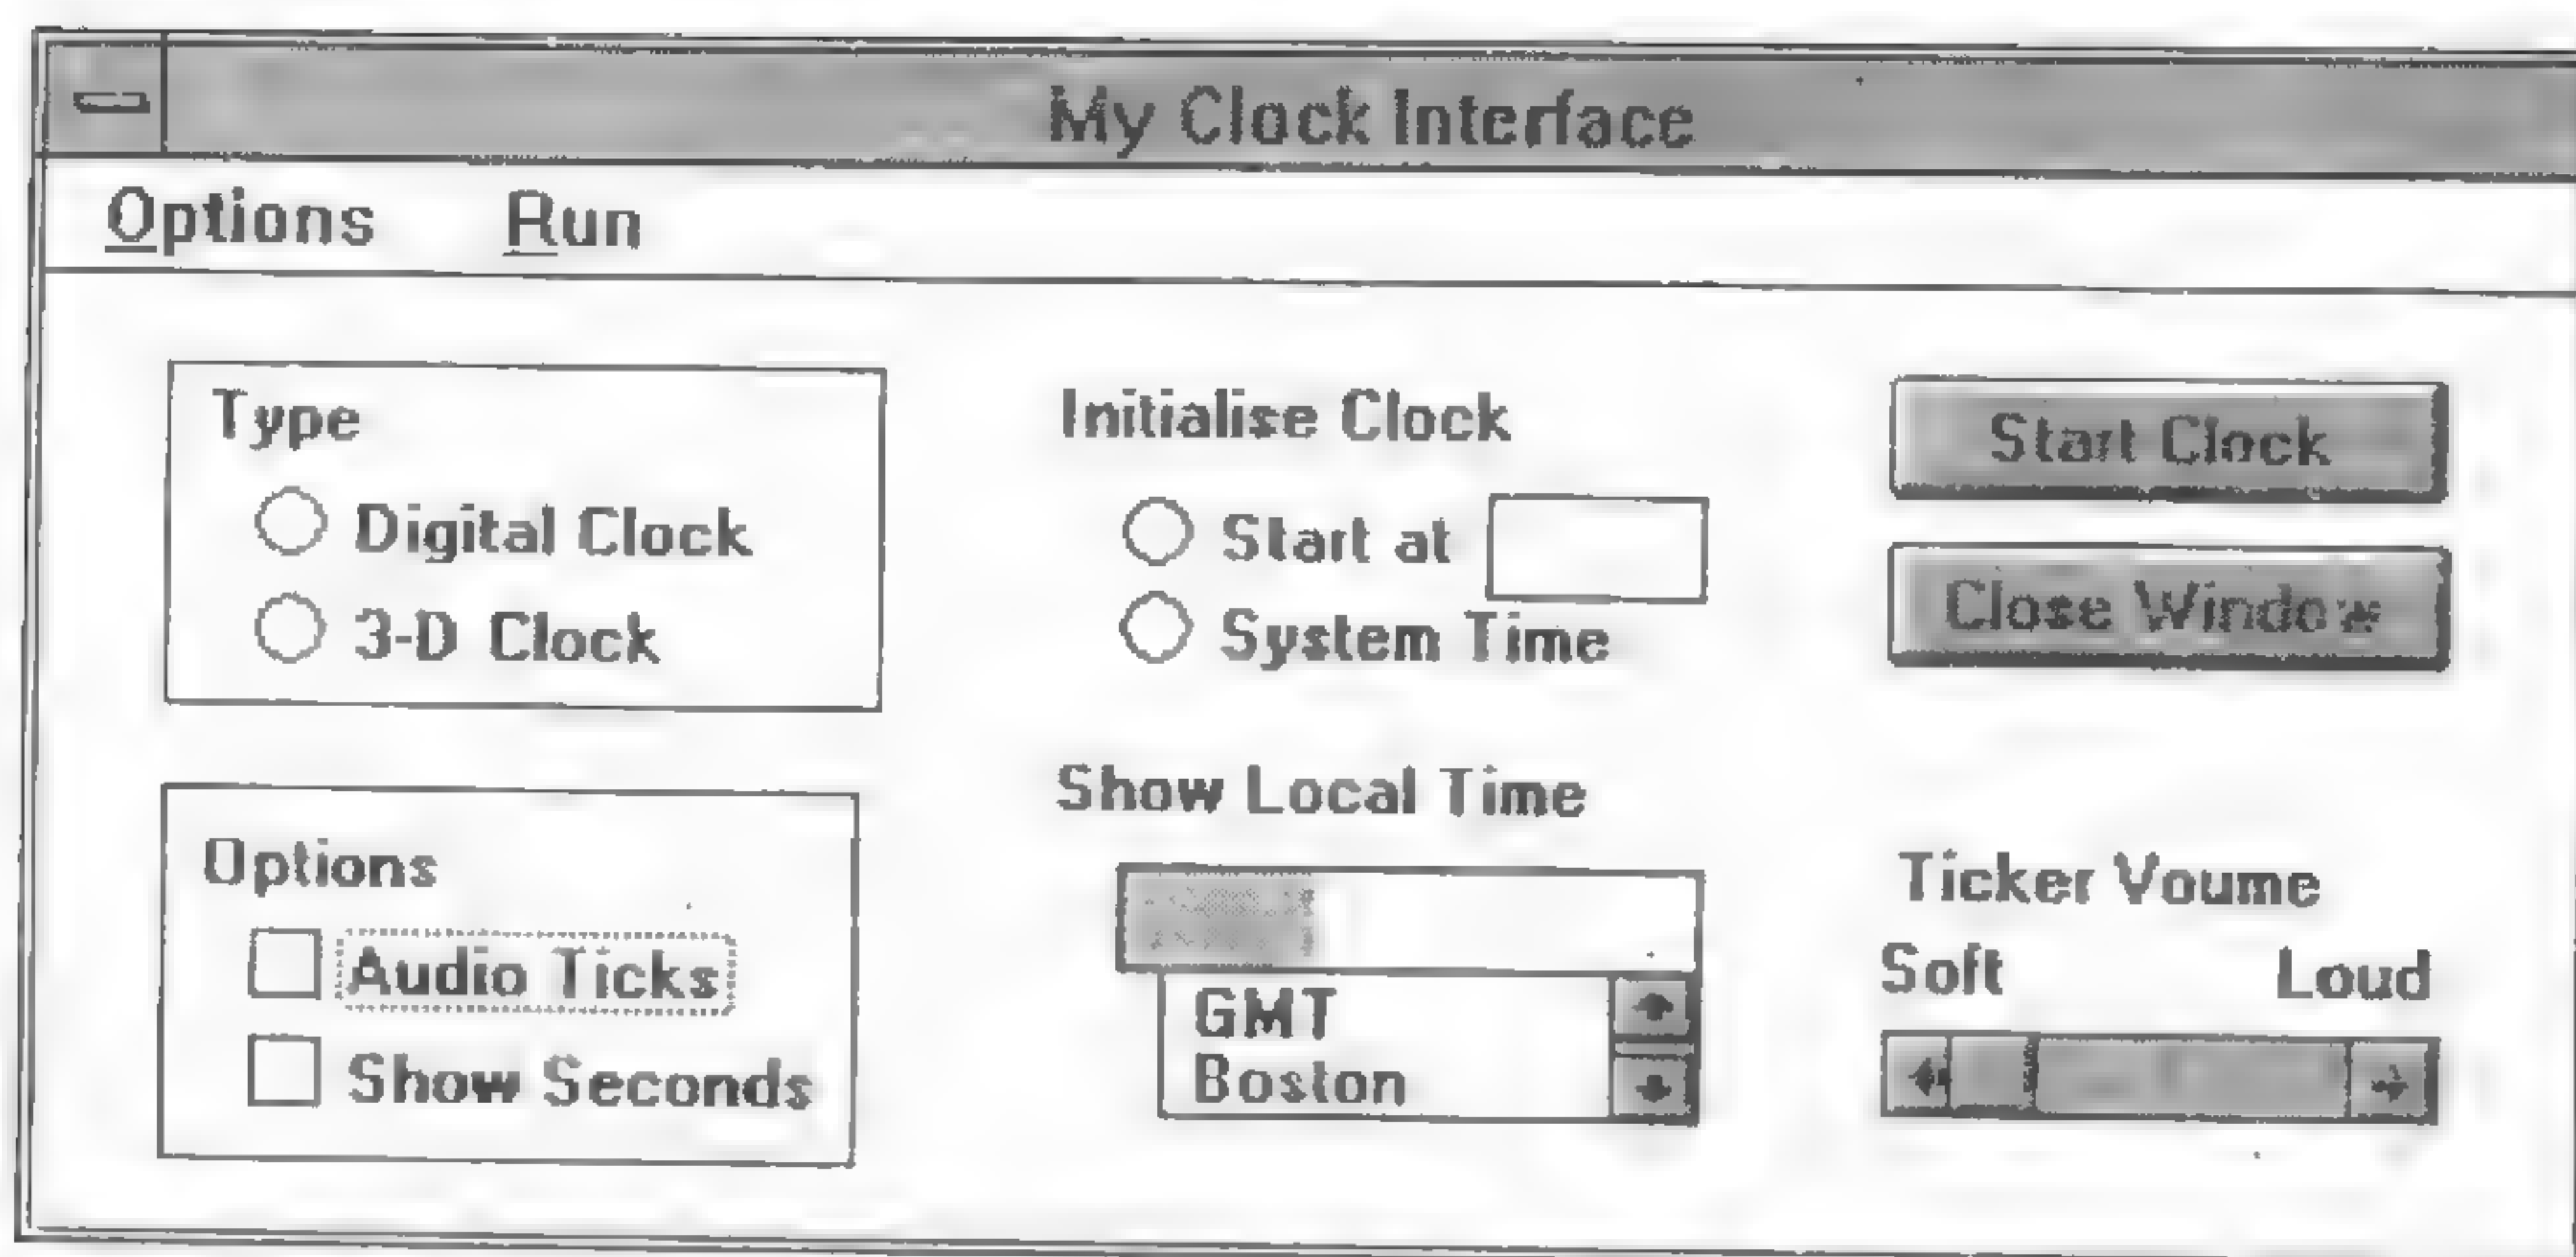 My Clock Interface
Options Run
Type
Digital Clock
3-D Clock
Initialise Clock
Start at
System Time
Start Clock
Close Window
Options
Audio Ticks
Show Seconds
Show Local Time
GMT
Boston
Ticker Voume
Soft Loud